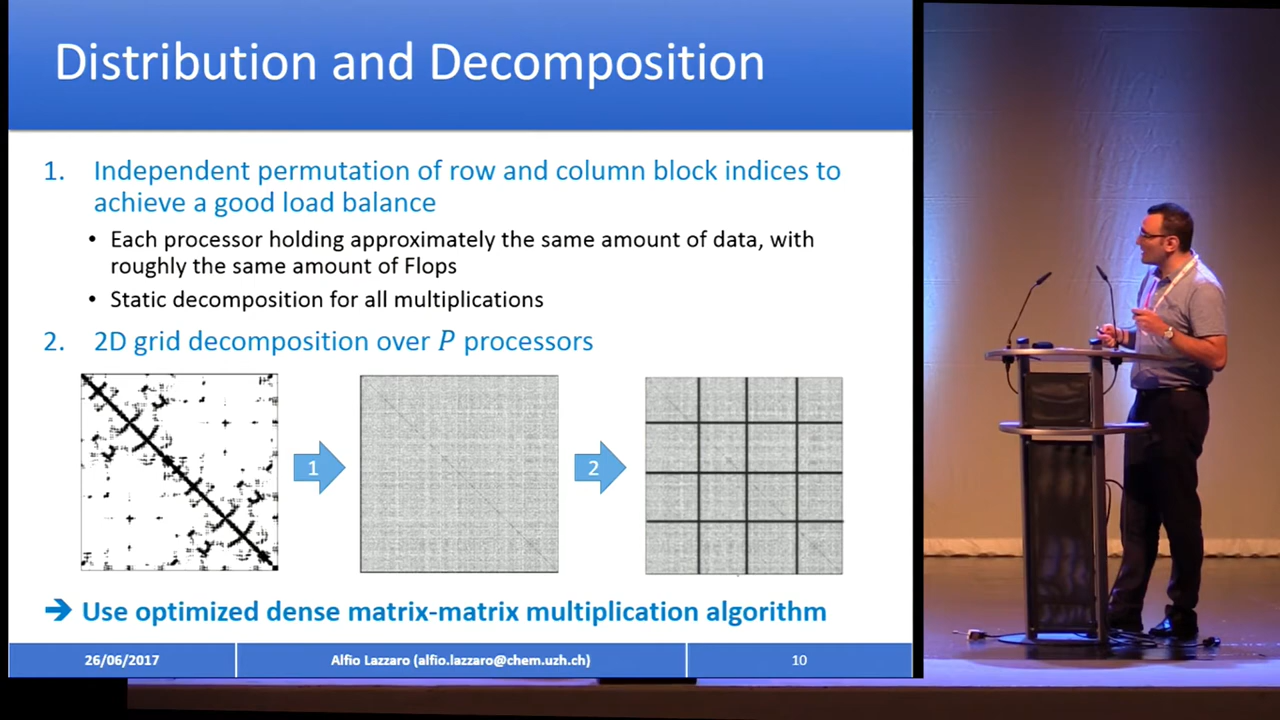 Distribution and Decomposition
1. Independent permutation of row and column block indices to
achieve a good load balance
• Each processor holding approximately the same amount of data, with
roughly the same amount of Flops
• Static decomposition for all multiplications
2. 2D grid decomposition over P processors
1
2
➔ Use optimized dense matrix-matrix multiplication algorithm
26/06/2017
Alfio Lazzaro (alfio.lazzaro@chem.uzh.ch)
10